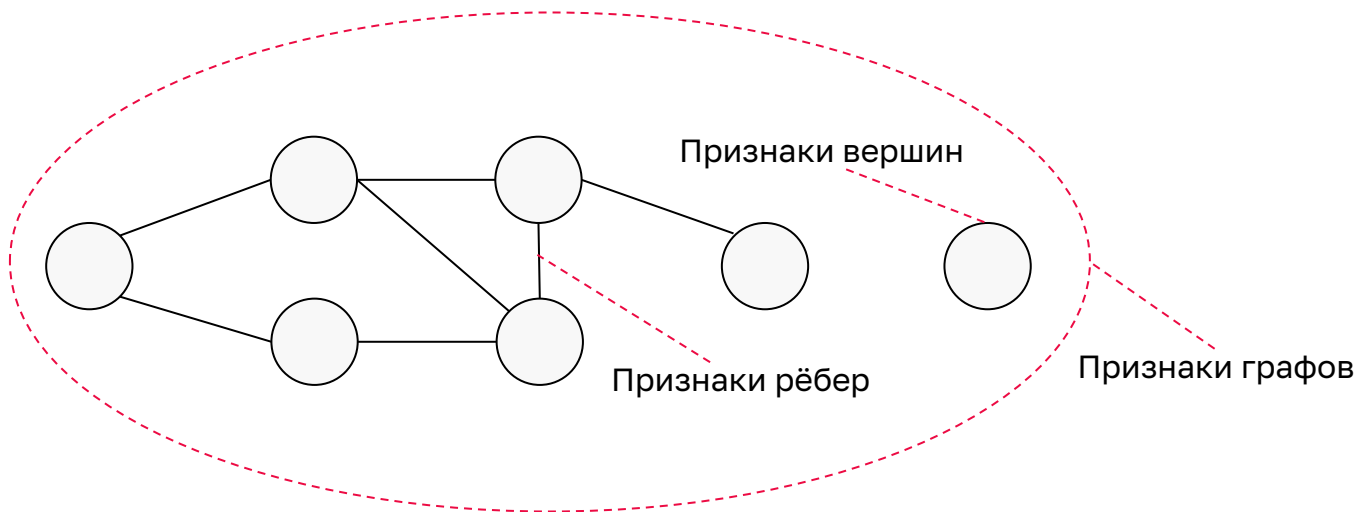 Признаки вершин
Признаки рёбер
Признаки графов